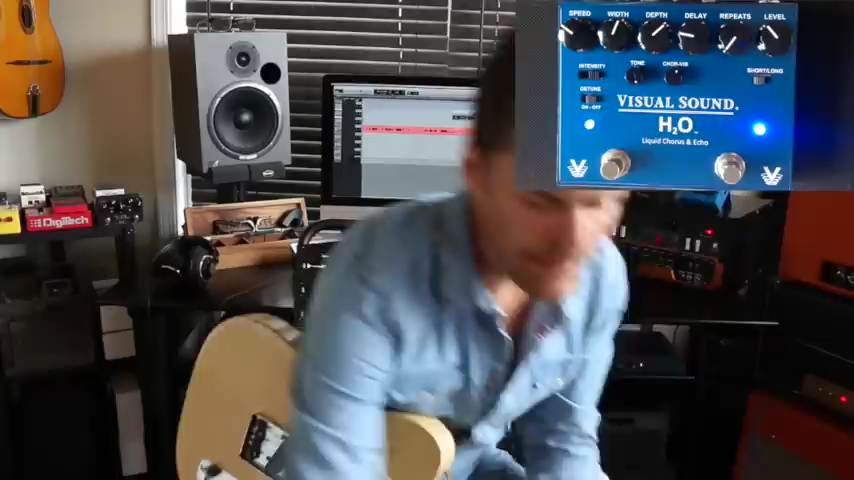 SPEED WIDTH DEPTH DELAY REPEATS LEVEL
INTENSITY TONE CHOR-VIB SHORT/LONG
DETUNE
ON - OFF
VISUAL SOUND.
H2O
Liquid Chorus & Echo
DigiTech